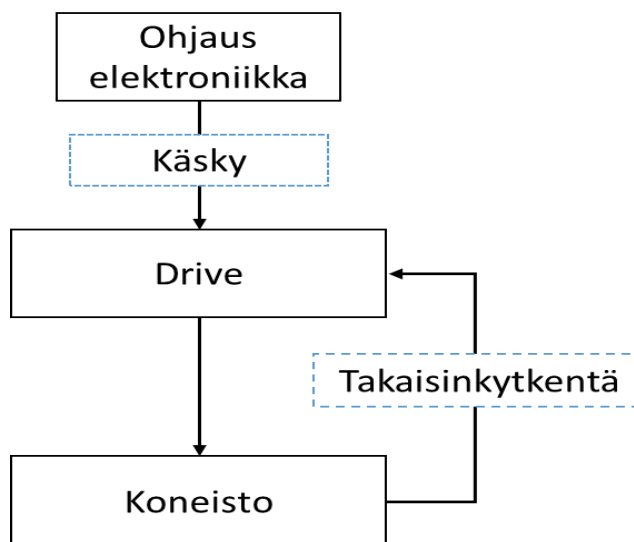 Ohjaus
elektroniikka
Käsky
Drive
Takaisinkytkentä
Koneisto